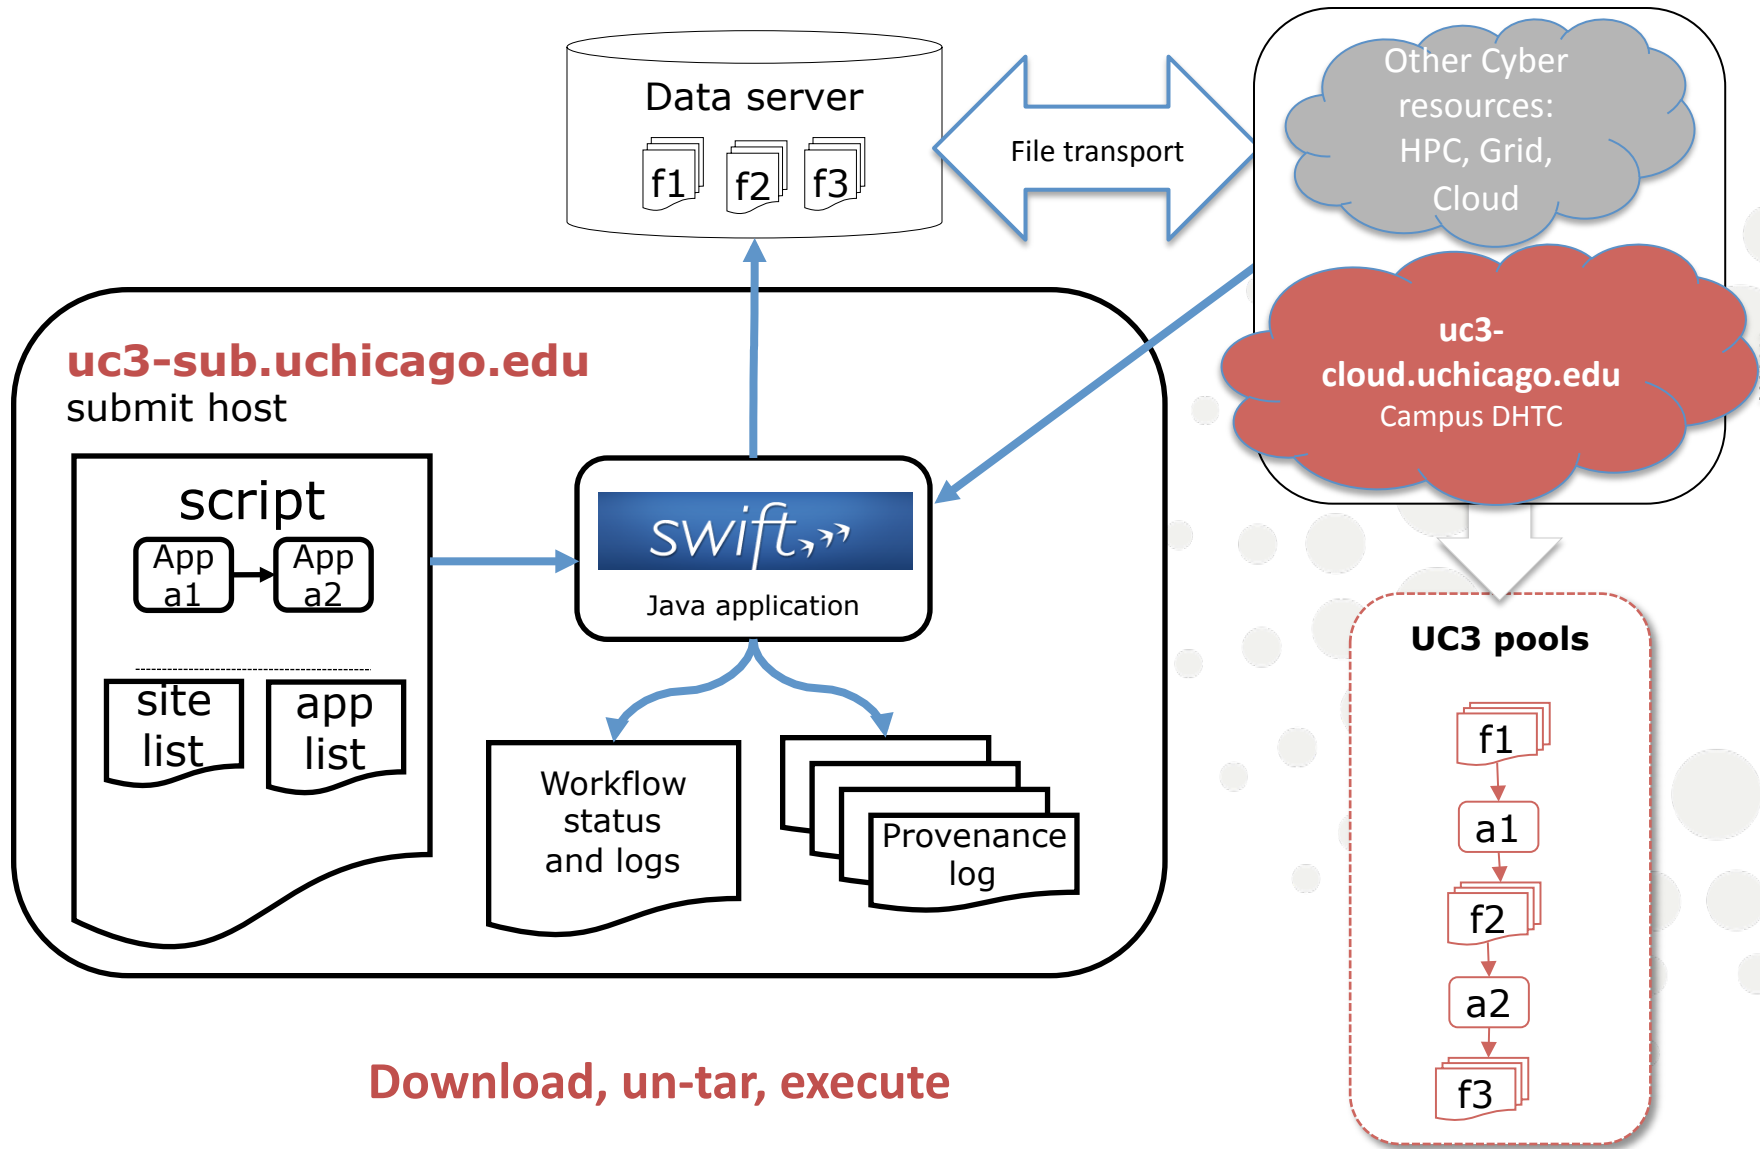 Data server
f1
f2
f3
File transport
Other Cyber
resources:
HPC, Grid,
Cloud
uc3-
cloud.uchicago.edu
Campus DHTC
uc3-sub.uchicago.edu
submit host
script
App
a1
App
a2
site
list
app
list
swift
Java application
Workflow
status
and logs
Provenance
log
UC3 pools
f1
a1
f2
a2
f3
Download, un-tar, execute